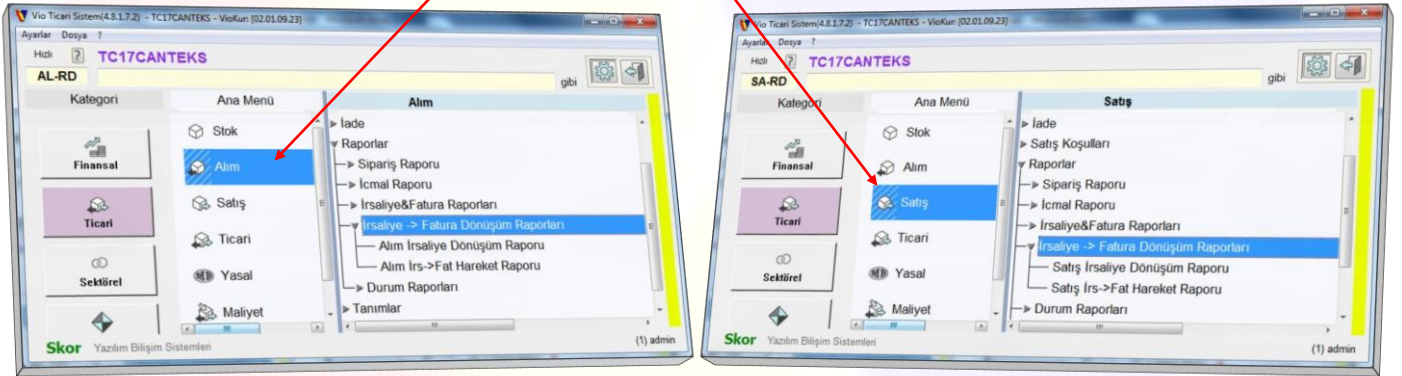 Vio Ticari Sistem(4.8.1.7.2) - TC17CANTEKS - VioKur: [02.01.09.23]
Ayarlar Dosya ?
Hızlı ? TC17CANTEKS
AL-RD gibi
Kategori Ana Menü Alım
Finansal
Ticari
Sektörel
Stok
Alım
Satış
Ticari
Yasal
Maliyet
İade
Raporlar
Sipariş Raporu
İcmal Raporu
İrsaliye&Fatura Raporları
İrsaliye -> Fatura Dönüşüm Raporları
Alım İrsaliye Dönüşüm Raporu
Alım İrs->Fat Hareket Raporu
Durum Raporları
Tanımlar
Skor Yazılım Bilişim Sistemleri (1) admin
Vio Ticari Sistem(4.8.1.7.2) - TC17CANTEKS - VioKur: [02.01.09.23]
Ayarlar Dosya ?
Hızlı ? TC17CANTEKS
SA-RD gibi
Kategori Ana Menü Satış
Finansal
Ticari
Sektörel
Stok
Alım
Satış
Ticari
Yasal
Maliyet
İade
Satış Koşulları
Raporlar
Sipariş Raporu
İcmal Raporu
İrsaliye&Fatura Raporları
İrsaliye -> Fatura Dönüşüm Raporları
Satış İrsaliye Dönüşüm Raporu
Satış İrs->Fat Hareket Raporu
Durum Raporları
Skor Yazılım Bilişim Sistemleri (1) admin